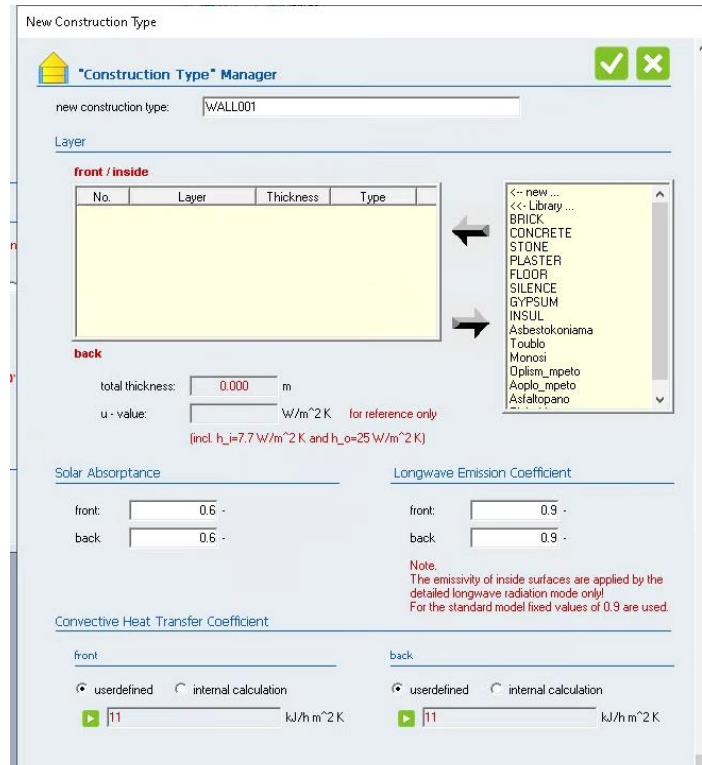 New Construction Type
"Construction Type" Manager
new construction type: WALL001
Layer
front / inside
No. Layer Thickness Type
<-- new ...
<<- Library ...
BRICK
CONCRETE
STONE
PLASTER
FLOOR
SILENCE
GYPSUM
INSUL
Asbestokoniama
Toublo
Monosi
Oplism_mpeto
Aoplo_mpeto
Asfaltopano
back
total thickness: 0.000 m
u - value: W/m^2 K for reference only
(incl. h_i=7.7 W/m^2 K and h_o=25 W/m^2 K)
Solar Absorptance
front: 0.6 -
back 0.6 -
Longwave Emission Coefficient
front: 0.9 -
back 0.9 -
Note.
The emissivity of inside surfaces are applied by the
detailed longwave radiation mode only!
For the standard model fixed values of 0.9 are used.
Convective Heat Transfer Coefficient
front
userdefined internal calculation
11 kJ/h m^2 K
back
userdefined internal calculation
11 kJ/h m^2 K